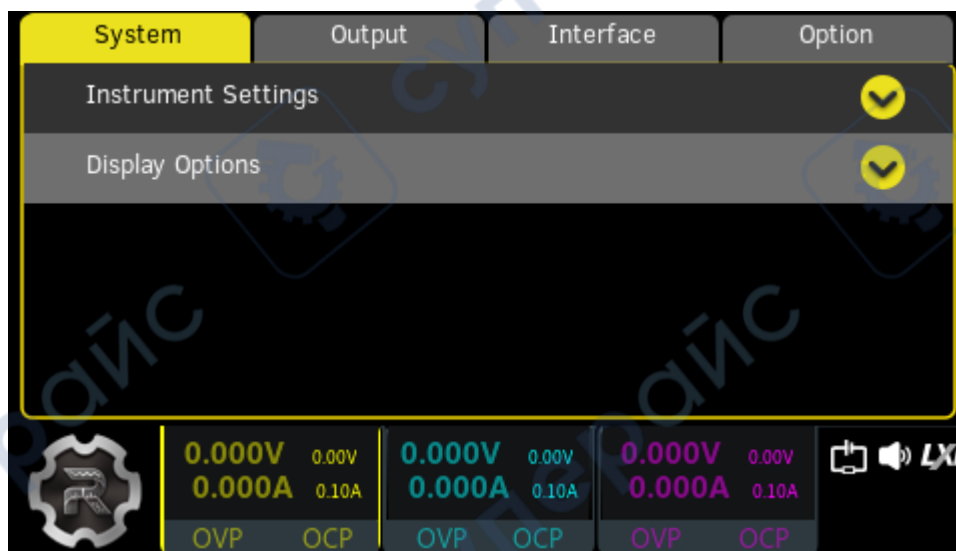 System Output Interface Option
Instrument Settings
Display Options
0.000V 0.00V 0.000V 0.00V 0.000V 0.00V
0.000A 0.10A 0.000A 0.10A 0.000A 0.10A
OVP OCP OVP OCP OVP OCP
R